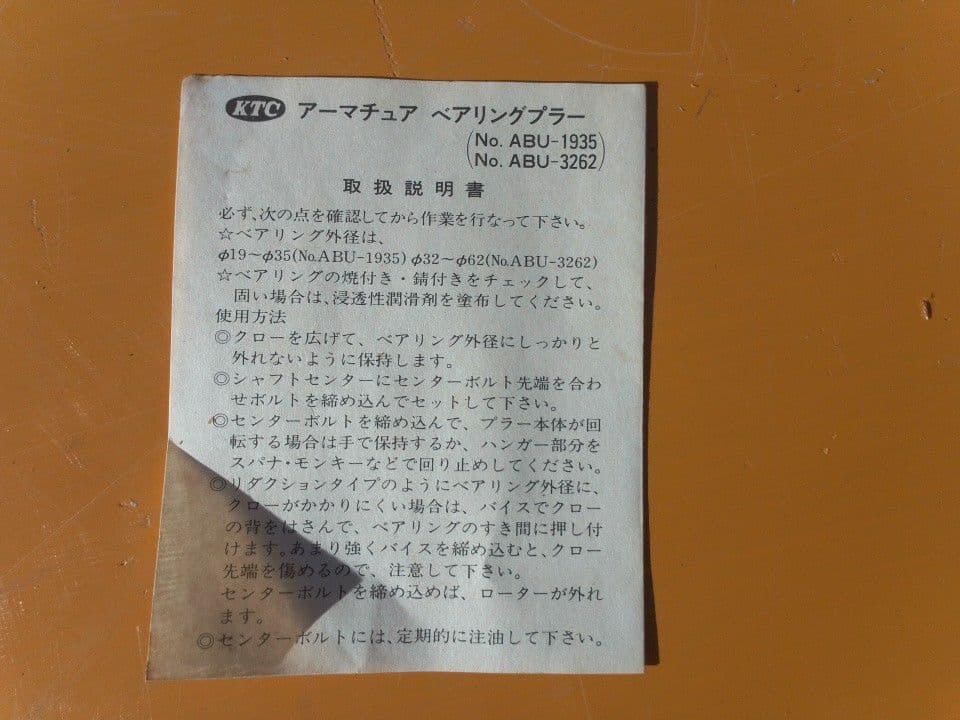 KTC アーマチュア ベアリングプラー
(No. ABU-1935
No. ABU-3262)
取扱説明書
必ず、次の点を確認してから作業を行なって下さい。
☆ベアリング外径は、
φ19〜φ35(No.ABU-1935) φ32〜φ62(No.ABU-3262)
☆ベアリングの焼付き・錆付きをチェックして、
固い場合は、浸透性潤滑剤を塗布してください。
使用方法
◎クローを広げて、ベアリング外径にしっかりと
外れないように保持します。
◎シャフトセンターにセンターボルト先端を合わ
せボルトを締め込んでセットして下さい。
◎センターボルトを締め込んで、プラー本体が回
転する場合は手で保持するか、ハンガー部分を
スパナ・モンキーなどで回り止めしてください。
◎リダクションタイプのようにベアリング外径に、
クローがかかりにくい場合は、バイスでクロー
の背をはさんで、ベアリングのすき間に押し付
けます。あまり強くバイスを締め込むと、クロー
先端を傷めるので、注意して下さい。
センターボルトを締め込めば、ローターが外れ
ます。
◎センターボルトには、定期的に注油して下さい。